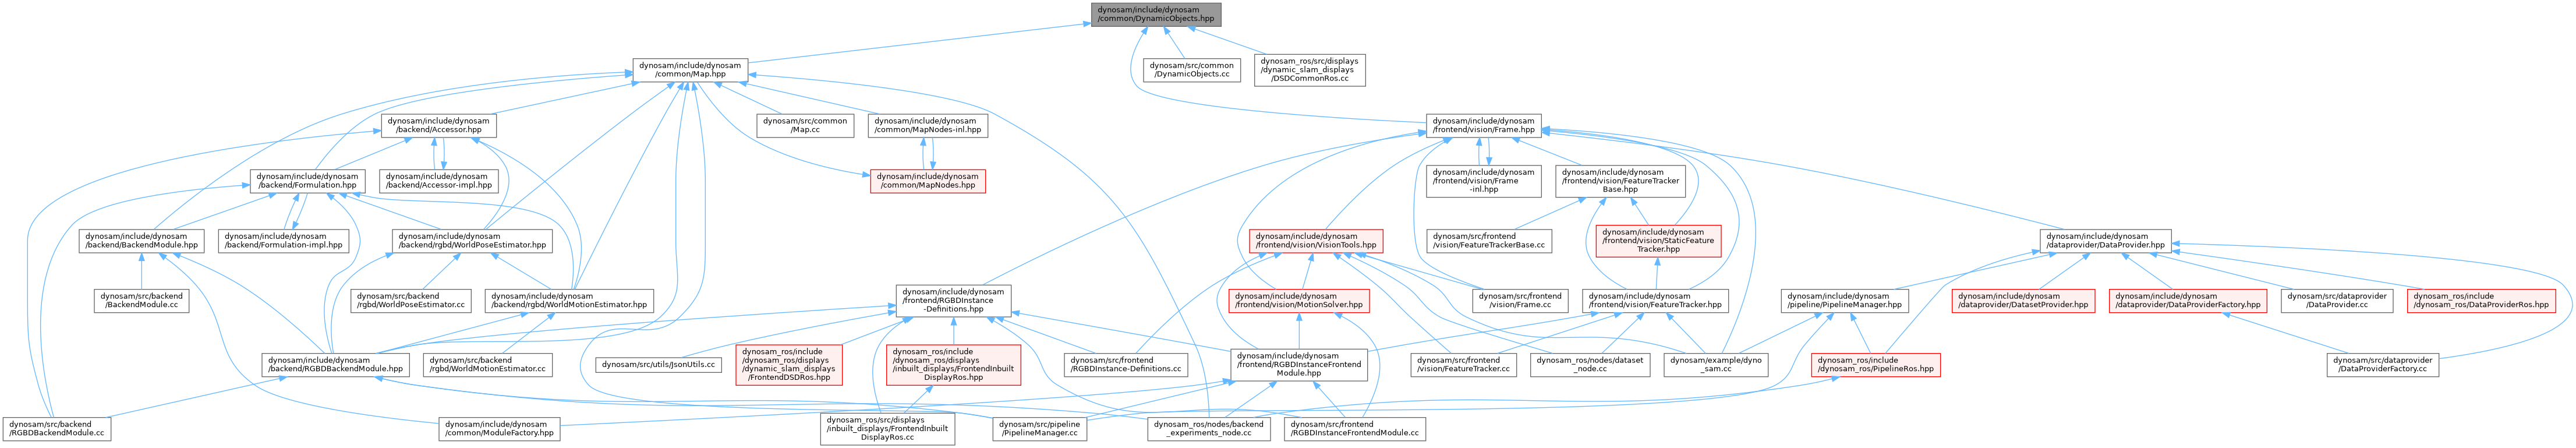 dynosam/include/dynosam
/common/DynamicObjects.hpp
dynosam/include/dynosam
/common/Map.hpp
dynosam/src/common
/DynamicObjects.cc
dynosam_ros/src/displays
/dynamic_slam_displays
/DSDCommonRos.cc
dynosam/include/dynosam
/backend/Accessor.hpp
dynosam/src/common
/Map.cc
dynosam/include/dynosam
/common/MapNodes-inl.hpp
dynosam/include/dynosam
/frontend/vision/Frame.hpp
dynosam/include/dynosam
/backend/Formulation.hpp
dynosam/include/dynosam
/backend/Accessor-impl.hpp
dynosam/include/dynosam
/common/MapNodes.hpp
dynosam/include/dynosam
/frontend/vision/Frame
-inl.hpp
dynosam/include/dynosam
/frontend/vision/FeatureTracker
Base.hpp
dynosam/include/dynosam
/backend/BackendModule.hpp
dynosam/include/dynosam
/backend/Formulation-impl.hpp
dynosam/include/dynosam
/backend/rgbd/WorldPoseEstimator.hpp
dynosam/include/dynosam
/frontend/vision/VisionTools.hpp
dynosam/src/frontend
/vision/FeatureTrackerBase.cc
dynosam/include/dynosam
/frontend/vision/StaticFeature
Tracker.hpp
dynosam/include/dynosam
/dataprovider/DataProvider.hpp
dynosam/src/backend
/BackendModule.cc
dynosam/src/backend
/rgbd/WorldPoseEstimator.cc
dynosam/include/dynosam
/backend/rgbd/WorldMotionEstimator.hpp
dynosam/include/dynosam
/frontend/RGBDInstance
-Definitions.hpp
dynosam/include/dynosam
/frontend/vision/MotionSolver.hpp
dynosam/src/frontend
/vision/Frame.cc
dynosam/include/dynosam
/frontend/vision/FeatureTracker.hpp
dynosam/include/dynosam
/pipeline/PipelineManager.hpp
dynosam/include/dynosam
/dataprovider/DatasetProvider.hpp
dynosam/include/dynosam
/dataprovider/DataProviderFactory.hpp
dynosam/src/dataprovider
/DataProvider.cc
dynosam_ros/include
/dynosam_ros/DataProviderRos.hpp
dynosam/include/dynosam
/backend/RGBDBackendModule.hpp
dynosam/src/backend
/rgbd/WorldMotionEstimator.cc
dynosam/src/utils/JsonUtils.cc
dynosam_ros/include
/dynosam_ros/displays
/dynamic_slam_displays
/FrontendDSDRos.hpp
dynosam_ros/include
/dynosam_ros/displays
/inbuilt_displays/FrontendInbuilt
DisplayRos.hpp
dynosam/src/frontend
/RGBDInstance-Definitions.cc
dynosam/include/dynosam
/frontend/RGBDInstanceFrontend
Module.hpp
dynosam/src/frontend
/vision/FeatureTracker.cc
dynosam_ros/nodes/dataset
_node.cc
dynosam/example/dyno
_sam.cc
dynosam_ros/include
/dynosam_ros/PipelineRos.hpp
dynosam/src/dataprovider
/DataProviderFactory.cc
dynosam/src/backend
/RGBDBackendModule.cc
dynosam/include/dynosam
/common/ModuleFactory.hpp
dynosam_ros/src/displays
/inbuilt_displays/FrontendInbuilt
DisplayRos.cc
dynosam/src/pipeline
/PipelineManager.cc
dynosam_ros/nodes/backend
_experiments_node.cc
dynosam/src/frontend
/RGBDInstanceFrontendModule.cc